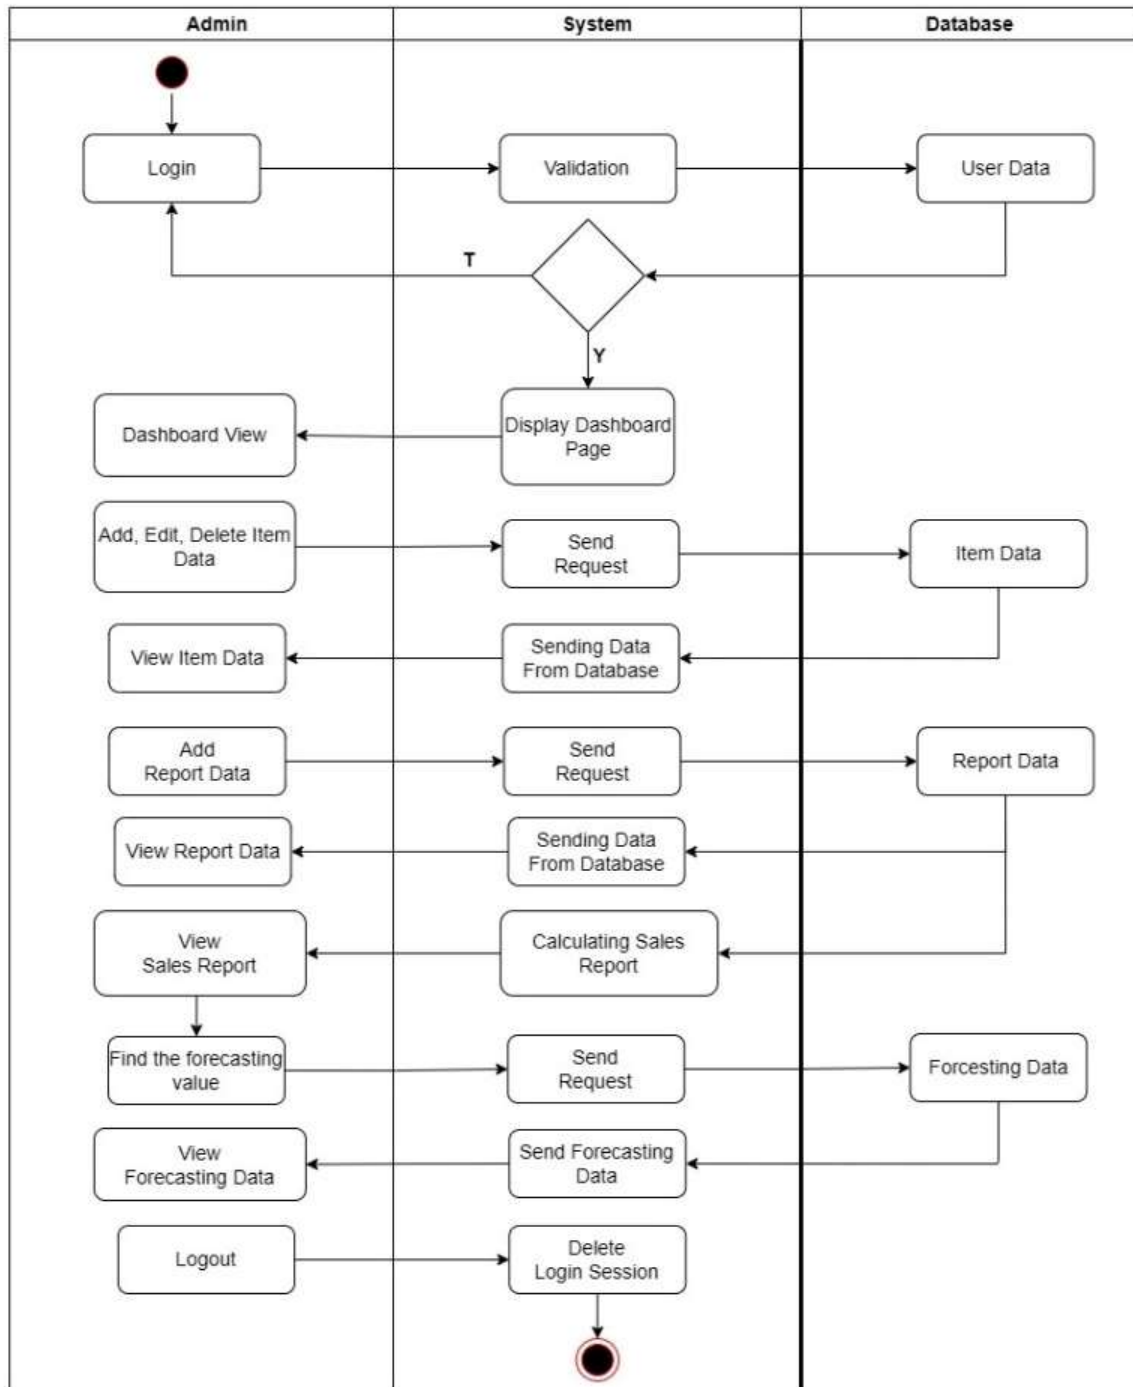 Admin
System
Database
Login
Validation
User Data
T
Y
Dashboard View
Display Dashboard
Page
Add, Edit, Delete Item
Data
Send
Request
Item Data
View Item Data
Sending Data
From Database
Add
Report Data
Send
Request
Report Data
View Report Data
Sending Data
From Database
View
Sales Report
Calculating Sales
Report
Find the forecasting
value
Send
Request
Forcesting Data
View
Forecasting Data
Send Forecasting
Data
Logout
Delete
Login Session